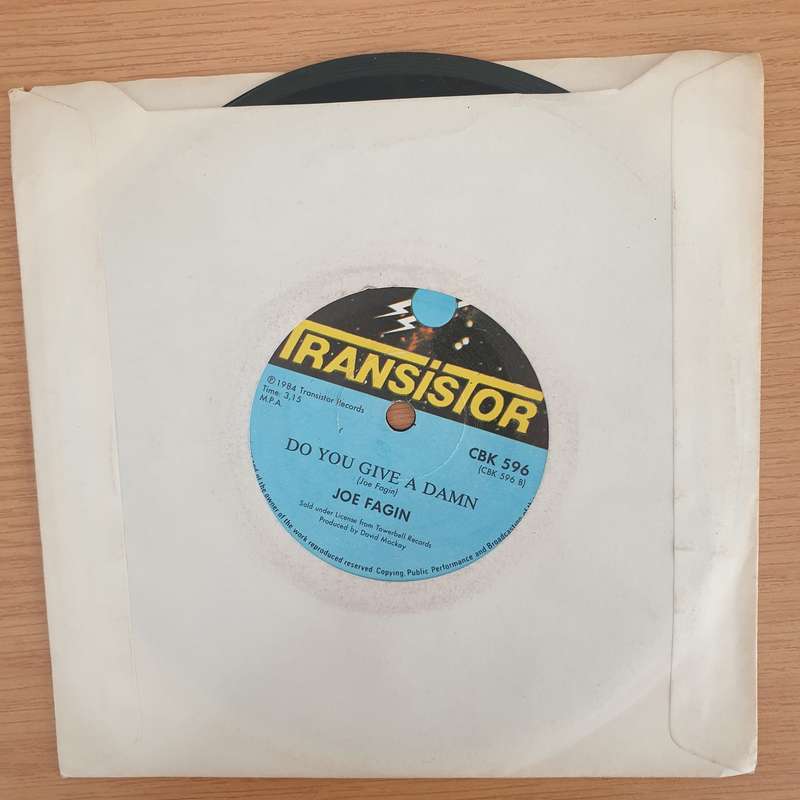 TRANSiSTOR
℗ 1984 Transistor Records
Time: 3,15
M.P.A.
CBK 596
(CBK 596 B)
DO YOU GIVE A DAMN
(Joe Fagin)
JOE FAGIN
Sold under License from Towerbell Records
Produced by David Mackay
of the owner of the work reproduced reserved. Copying, Public Performance and Broadcasting